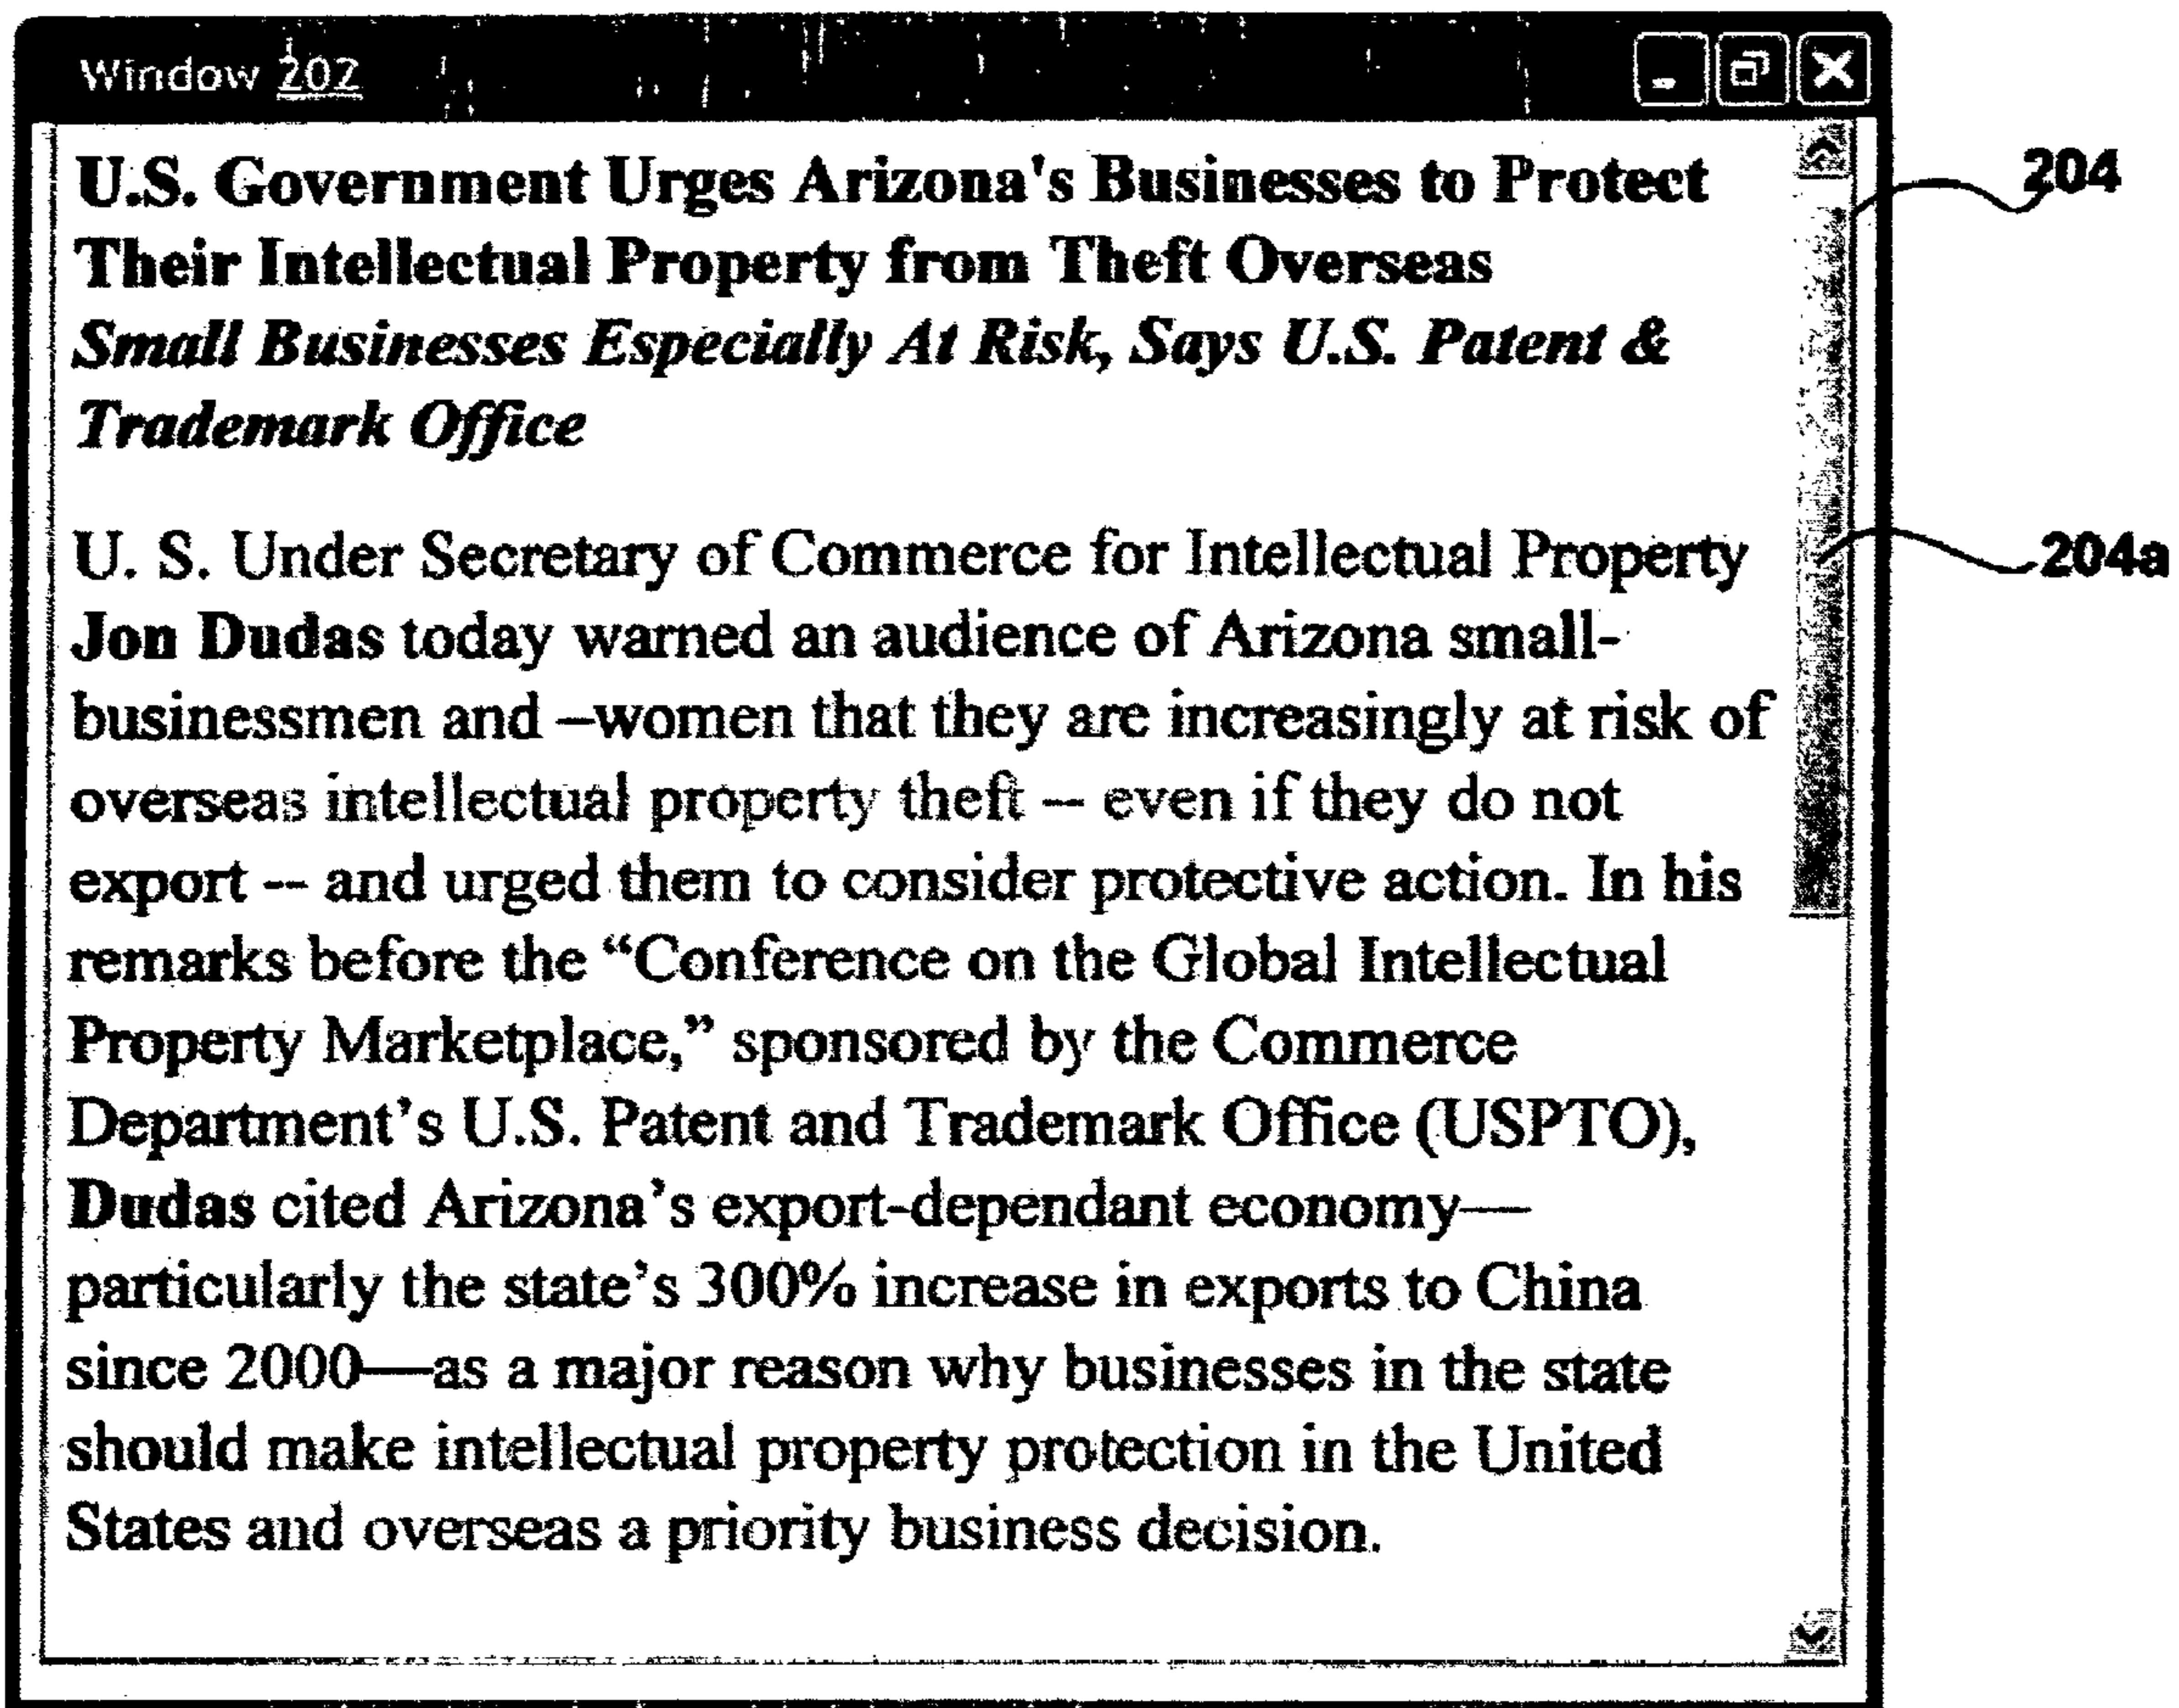 Window 202
U.S. Government Urges Arizona's Businesses to Protect
Their Intellectual Property from Theft Overseas
Small Businesses Especially At Risk, Says U.S. Patent &
Trademark Office
U. S. Under Secretary of Commerce for Intellectual Property
Jon Dudas today warned an audience of Arizona small-
businessmen and –women that they are increasingly at risk of
overseas intellectual property theft -- even if they do not
export -- and urged them to consider protective action. In his
remarks before the “Conference on the Global Intellectual
Property Marketplace,” sponsored by the Commerce
Department’s U.S. Patent and Trademark Office (USPTO),
Dudas cited Arizona’s export-dependant economy—
particularly the state’s 300% increase in exports to China
since 2000—as a major reason why businesses in the state
should make intellectual property protection in the United
States and overseas a priority business decision.
204
204a